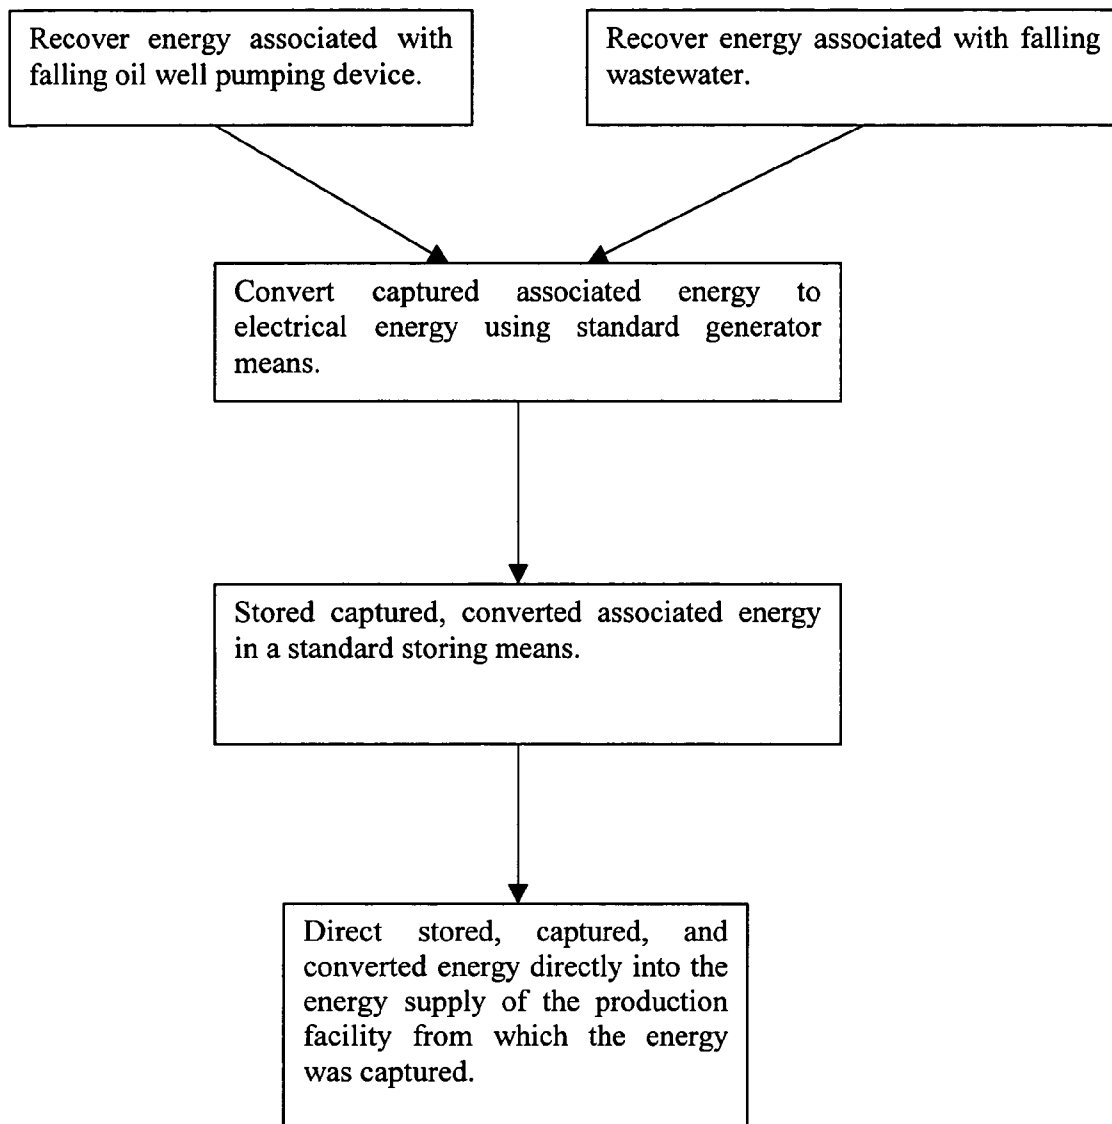 Recover energy associated with
falling oil well pumping device.
Recover energy associated with falling
wastewater.
Convert captured associated energy to
electrical energy using standard generator
means.
Stored captured, converted associated energy
in a standard storing means.
Direct stored, captured, and
converted energy directly into the
energy supply of the production
facility from which the energy
was captured.